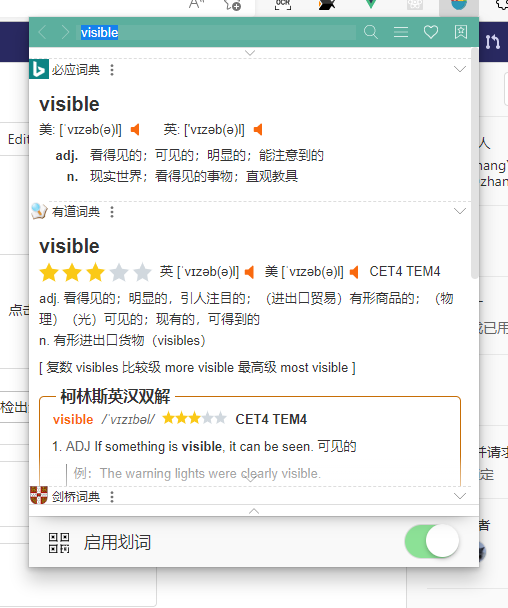 OCR
visible
必应词典
visible
美: [ˈvɪzəb(ə)l] 英: ['vɪzəb(ə)l]
adj. 看得见的；可见的；明显的；能注意到的
n. 现实世界；看得见的事物；直观教具
有道词典
visible
英 [ˈvɪzəb(ə)l] 美 [ˈvɪzəb(ə)l] CET4 TEM4
adj. 看得见的；明显的，引人注目的；（进出口贸易）有形商品的；（物
理）（光）可见的；现有的，可得到的
n. 有形进出口货物（visibles）
[ 复数 visibles 比较级 more visible 最高级 most visible ]
柯林斯英汉双解
visible /ˈvɪzɪbəl/ CET4 TEM4
1. ADJ If something is visible, it can be seen. 可见的
例：The warning lights were clearly visible.
剑桥词典
启用划词
Edit
点击
检出
人
hang
zhan
已用
并请求
定
者